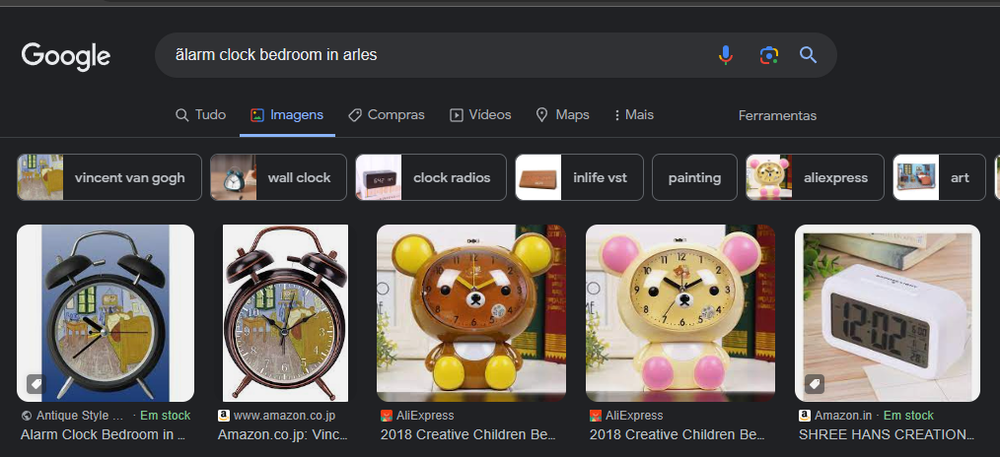 Google
ãlarm clock bedroom in arles
Tudo Imagens Compras Vídeos Maps Mais Ferramentas
vincent van gogh wall clock clock radios inlife vst painting aliexpress art
Antique Style ... · Em stock
Alarm Clock Bedroom in ...
www.amazon.co.jp
Amazon.co.jp: Vinc...
AliExpress
2018 Creative Children Be...
AliExpress
2018 Creative Children Be...
12:02
Amazon.in · Em stock
SHREE HANS CREATION...